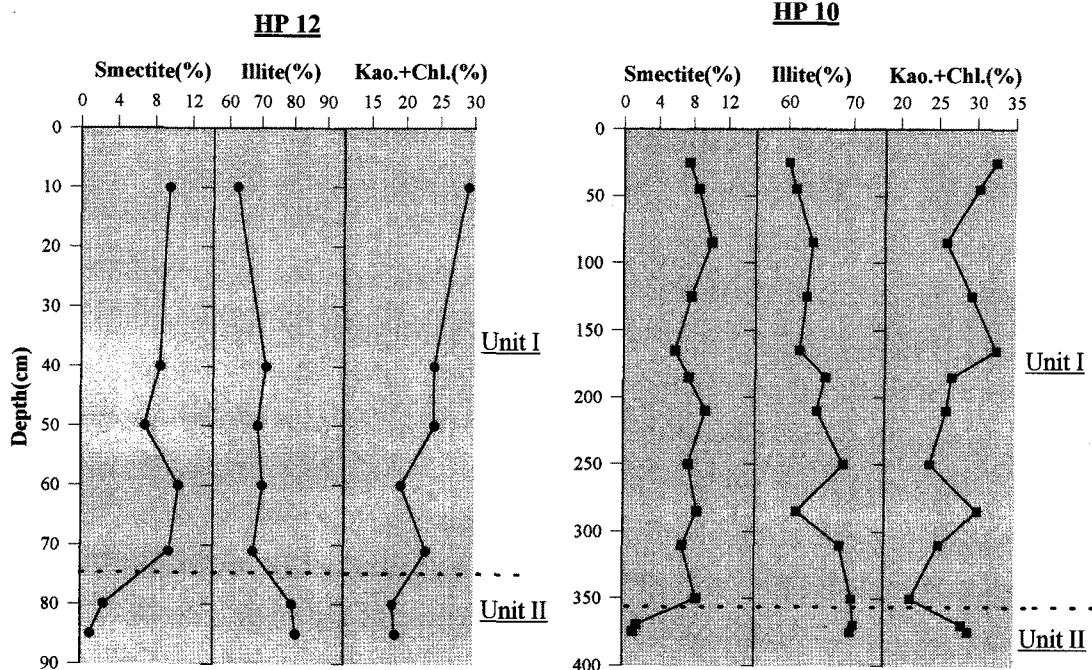 HP 12
Smectite(%) Illite(%) Kao.+Chl.(%)
0 4 8 12 60 70 80 90 15 20 25 30
0
10
20
30
40
50
60
70
80
90
Depth(cm)
Unit I
Unit II
HP 10
Smectite(%) Illite(%) Kao.+Chl.(%)
0 4 8 12 60 70 20 25 30 35
0
50
100
150
200
250
300
350
400
Unit I
Unit II